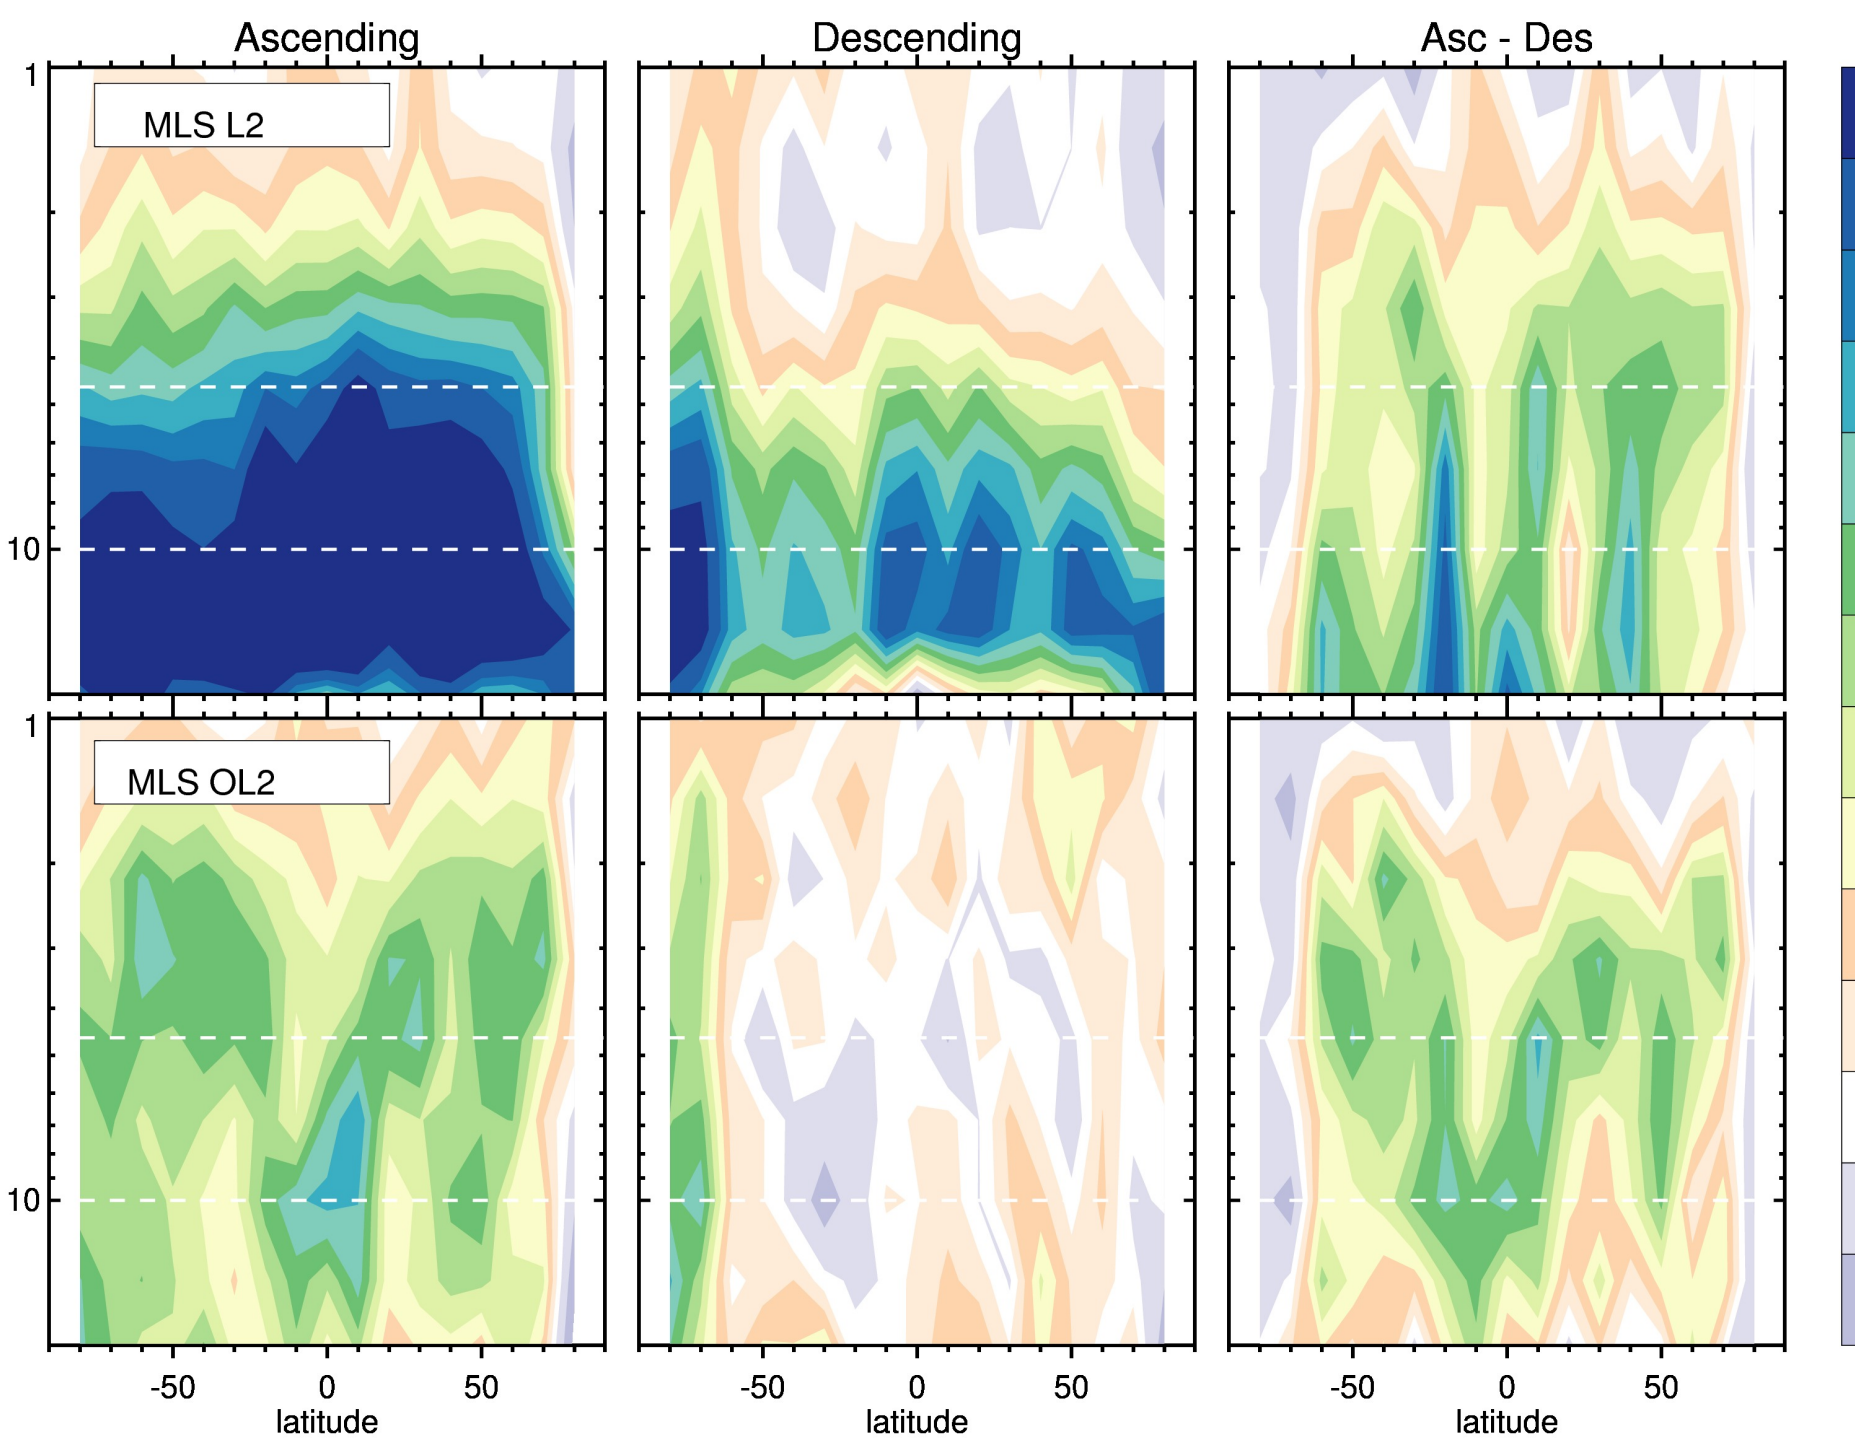 Ascending Descending Asc - Des
1
MLS L2
10
1
MLS OL2
10
-50 0 50 -50 0 50 -50 0 50
latitude latitude latitude